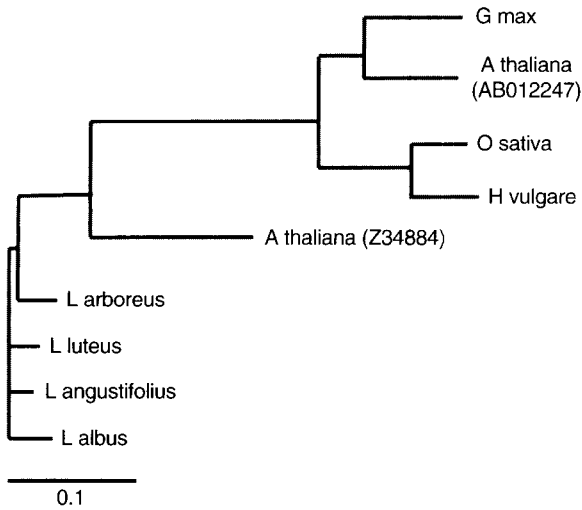 G max
A thaliana
(AB012247)
O sativa
H vulgare
A thaliana (Z34884)
L arboreus
L luteus
L angustifolius
L albus
0.1